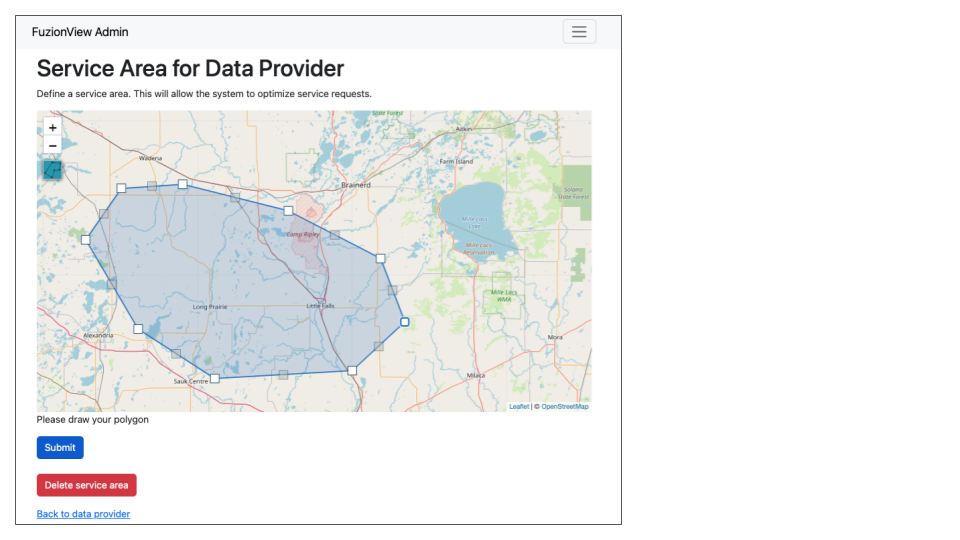 FuzionView Admin
Service Area for Data Provider
Define a service area. This will allow the system to optimize service requests.
State Forest
+
Aitkin
−
Wadena
Farm Island
Brainerd
Solana
State Forest
Mille Lacs
Lake
Camp Ripley
Mille Lacs
Reservation
Mille Lacs
WMA
Long Prairie
Little Falls
Alexandria
Mora
Milaca
Sauk Centre
Leaflet | © OpenStreetMap
Please draw your polygon
Submit
Delete service area
Back to data provider